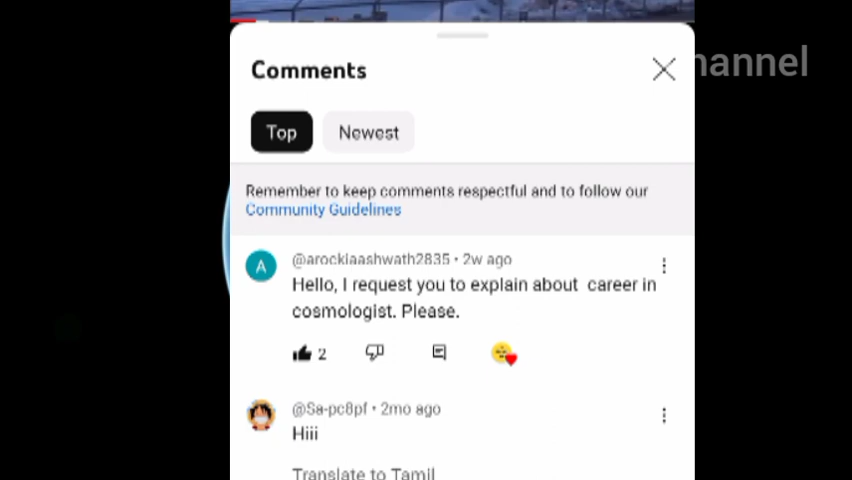 Comments
hannel
Top
Newest
Remember to keep comments respectful and to follow our
Community Guidelines
A
@arockiaashwath2835 • 2w ago
Hello, I request you to explain about career in
cosmologist. Please.
2
@Sa-pc8pf • 2mo ago
Hiii
Translate to Tamil